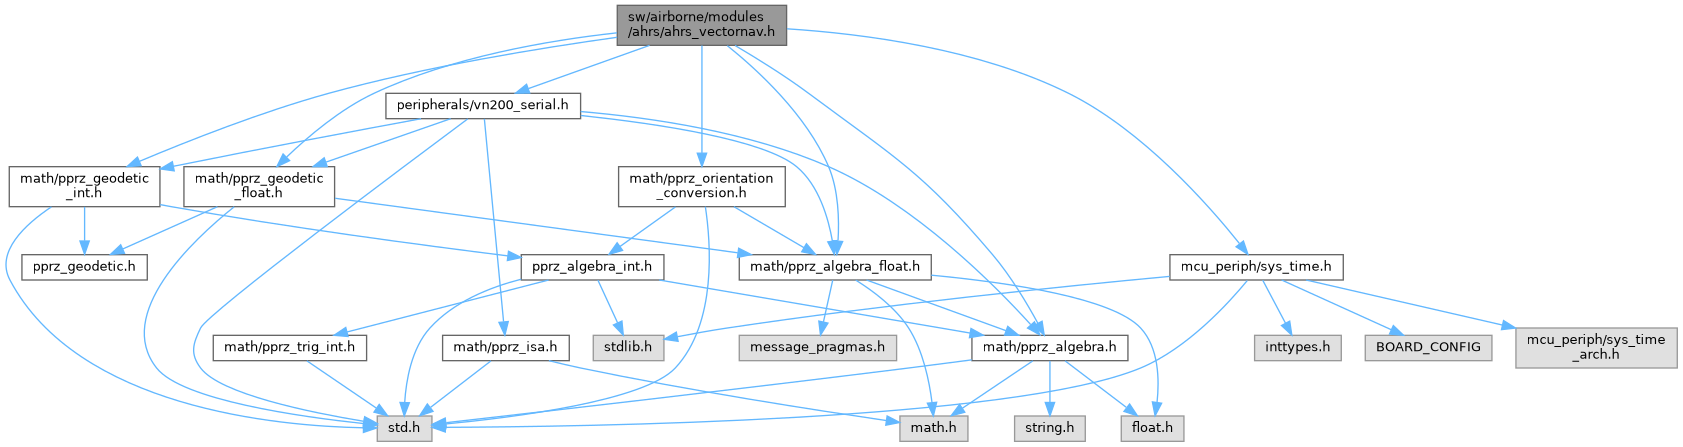 sw/airborne/modules
/ahrs/ahrs_vectornav.h
peripherals/vn200_serial.h
math/pprz_geodetic
_int.h
math/pprz_geodetic
_float.h
math/pprz_orientation
_conversion.h
pprz_geodetic.h
pprz_algebra_int.h
math/pprz_algebra_float.h
mcu_periph/sys_time.h
math/pprz_trig_int.h
math/pprz_isa.h
stdlib.h
message_pragmas.h
math/pprz_algebra.h
inttypes.h
BOARD_CONFIG
mcu_periph/sys_time
_arch.h
std.h
math.h
string.h
float.h